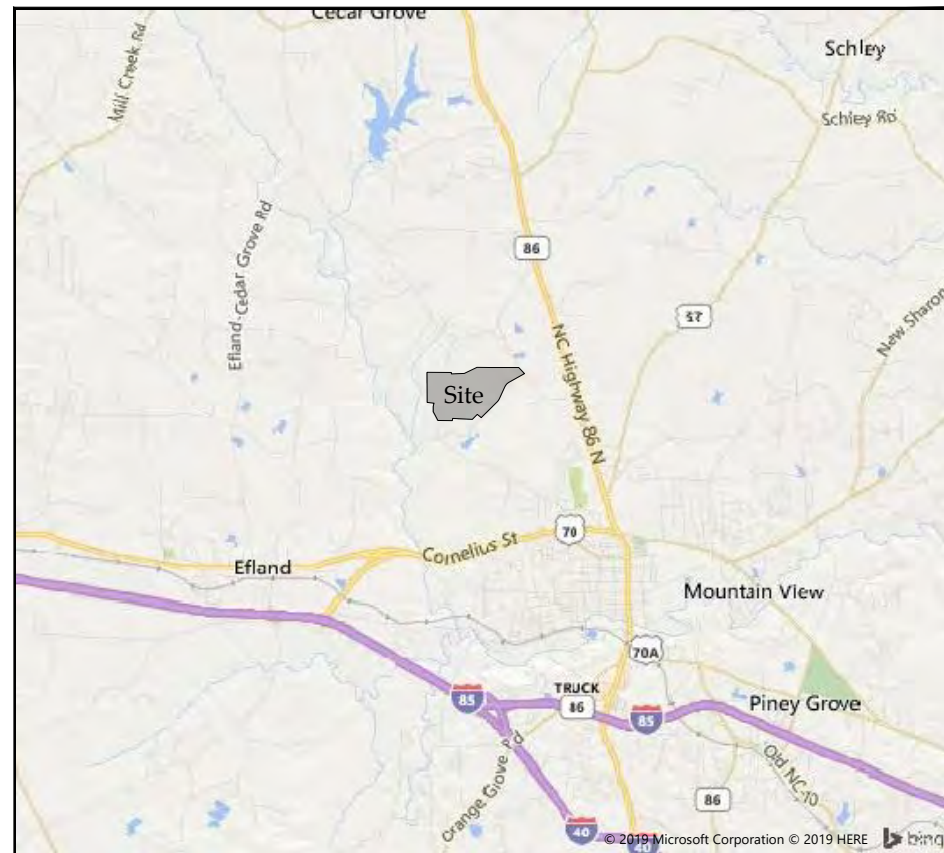 Cedar Grove
Schley
Mill Creek Rd
Schley Rd
Efland-Cedar Grove Rd
86
57
New Sharon
NC Highway 86 N
Site
70
Cornelius St
Efland
Mountain View
70A
TRUCK
86
85
85
Piney Grove
Orange Grove Rd
Old NC-10
86
40
40
© 2019 Microsoft Corporation © 2019 HERE
bing